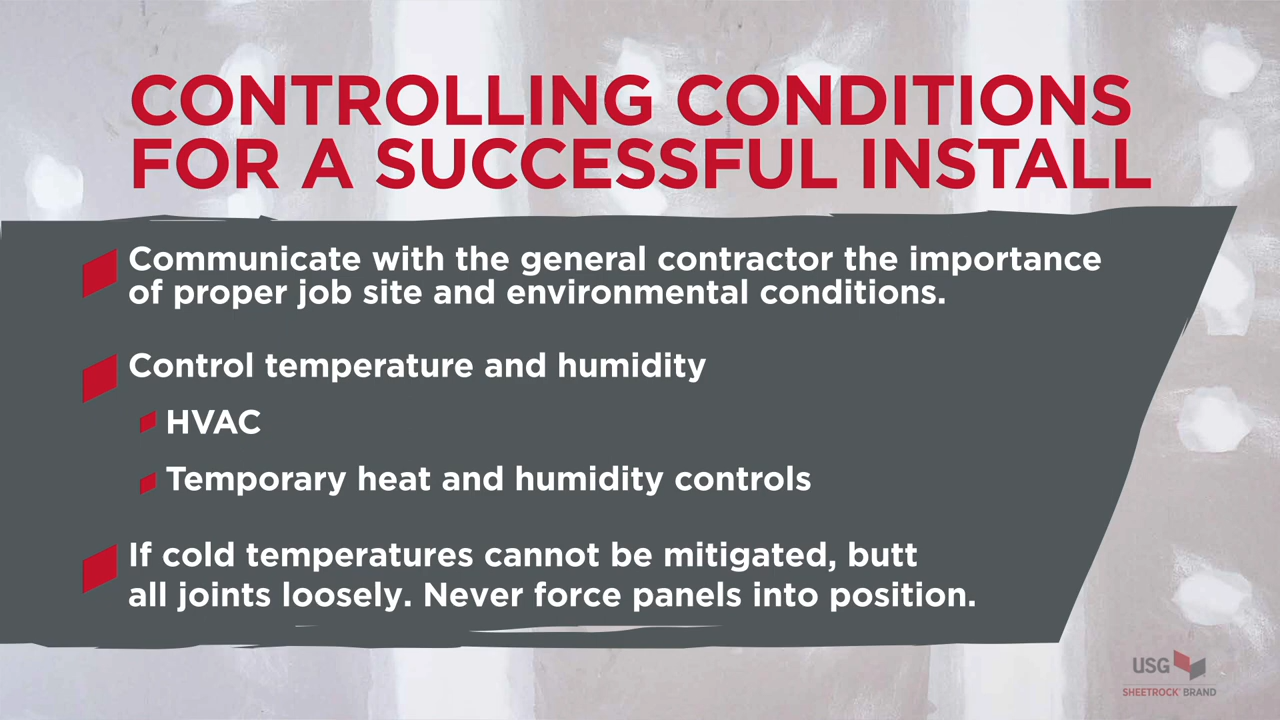 CONTROLLING CONDITIONS
FOR A SUCCESSFUL INSTALL
Communicate with the general contractor the importance
of proper job site and environmental conditions.
Control temperature and humidity
HVAC
Temporary heat and humidity controls
If cold temperatures cannot be mitigated, butt
all joints loosely. Never force panels into position.
USG
SHEETROCK BRAND